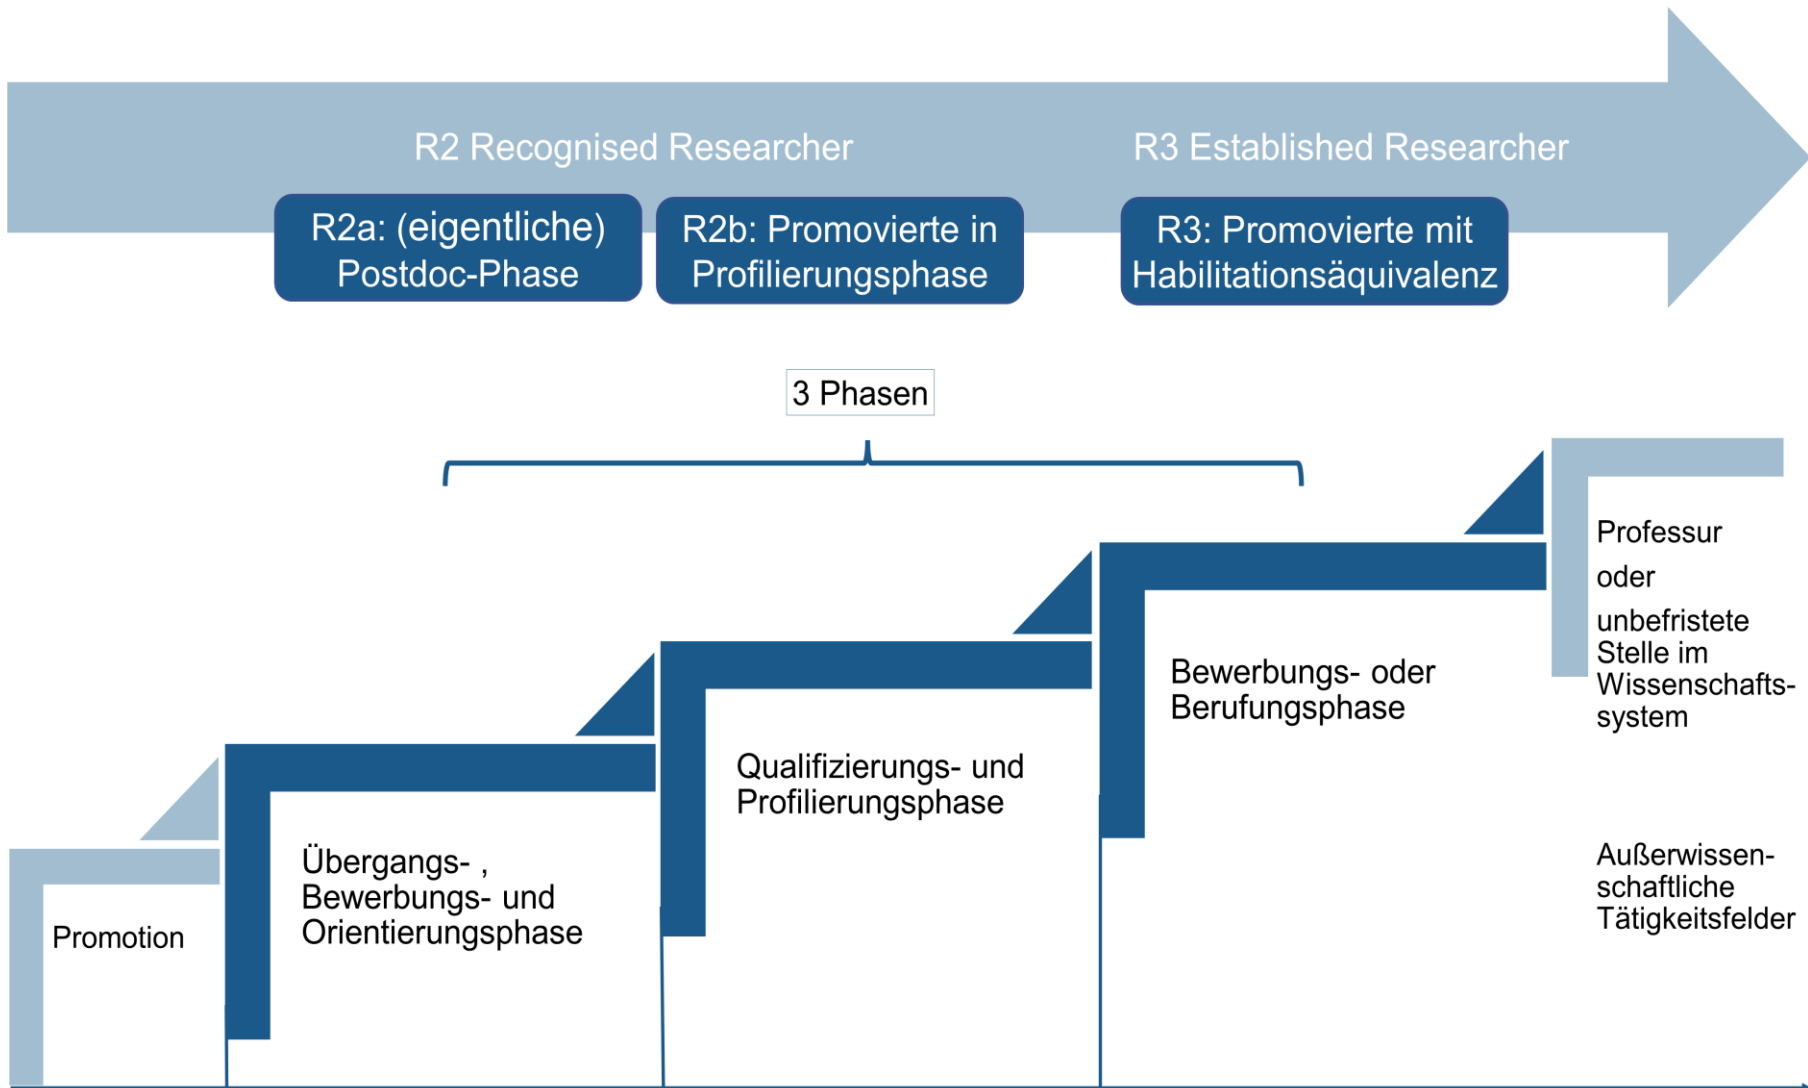 R2 Recognised Researcher
R3 Established Researcher
R2a: (eigentliche)
Postdoc-Phase
R2b: Promovierte in
Profilierungsphase
R3: Promovierte mit
Habilitationsäquivalenz
3 Phasen
Promotion
Übergangs- ,
Bewerbungs- und
Orientierungsphase
Qualifizierungs- und
Profilierungsphase
Bewerbungs- oder
Berufungsphase
Professur
oder
unbefristete
Stelle im
Wissenschafts-
system
Außerwissen-
schaftliche
Tätigkeitsfelder